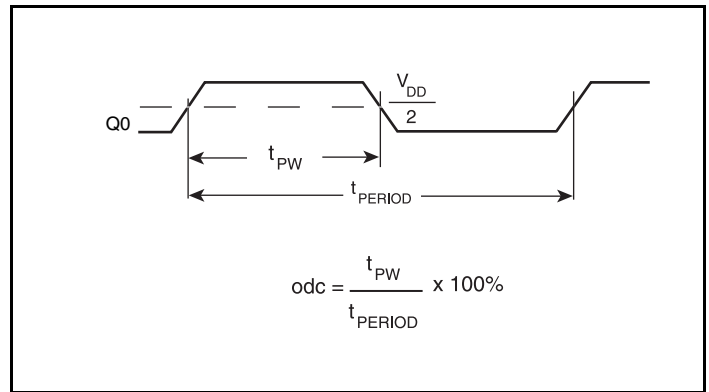 Q0
V_DD
2
t_PW
t_PERIOD
odc = t_PW / t_PERIOD x 100%